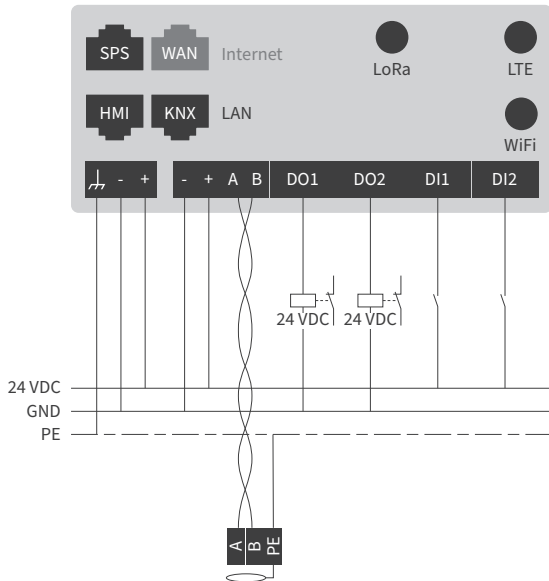 SPS WAN Internet
LoRa LTE
HMI KNX LAN
WiFi
- + - + A B DO1 DO2 DI1 DI2
24 VDC 24 VDC
24 VDC
GND
PE
A B PE